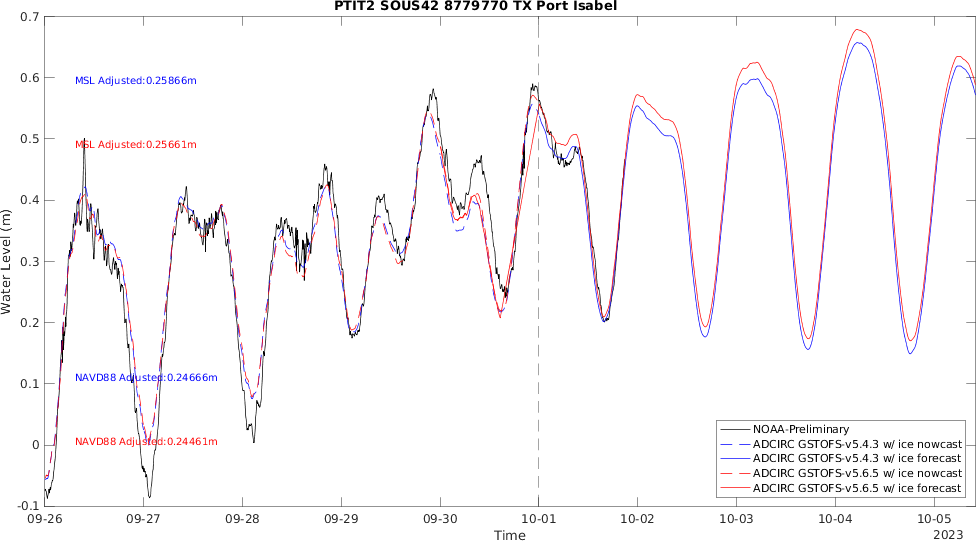 PTIT2 SOUS42 8779770 TX Port Isabel
0.7
0.6
0.5
0.4
0.3
0.2
0.1
0
-0.1
Water Level (m)
MSL Adjusted:0.25866m
MSL Adjusted:0.25661m
NAVD88 Adjusted:0.24666m
NAVD88 Adjusted:0.24461m
NOAA-Preliminary
ADCIRC GSTOFS-v5.4.3 w/ ice nowcast
ADCIRC GSTOFS-v5.4.3 w/ ice forecast
ADCIRC GSTOFS-v5.6.5 w/ ice nowcast
ADCIRC GSTOFS-v5.6.5 w/ ice forecast
09-26 09-27 09-28 09-29 09-30 10-01 10-02 10-03 10-04 10-05
Time
2023